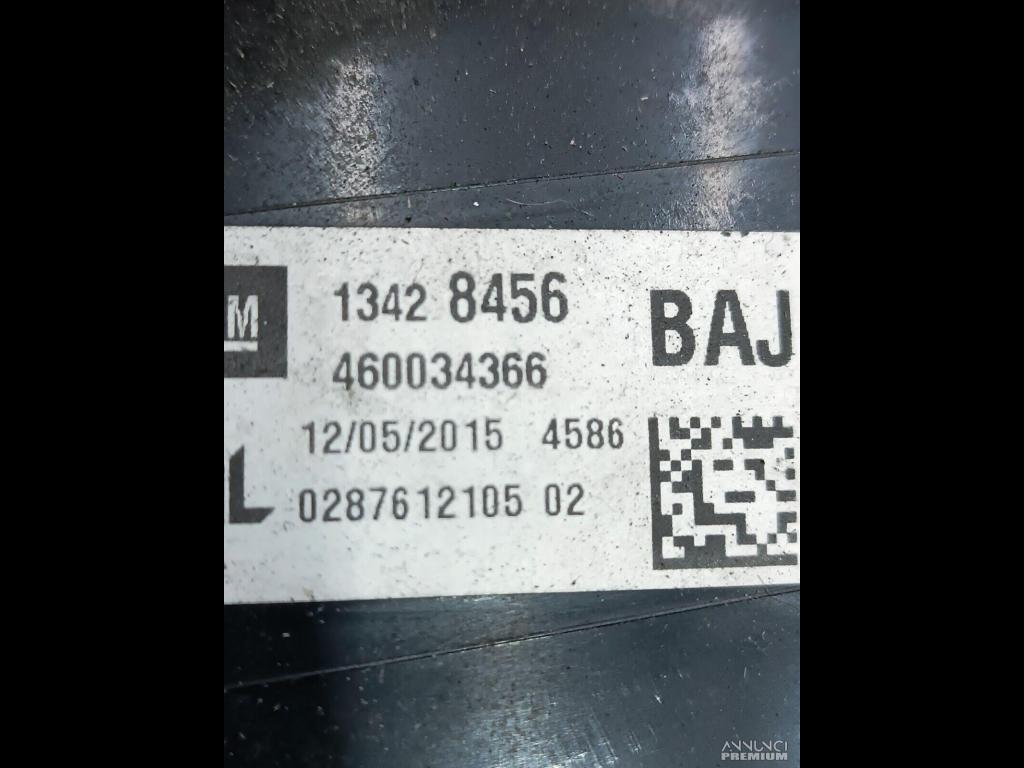 M
1342 8456
BAJ
460034366
12/05/2015 4586
L
0287612105 02
ANNUNCI
PREMIUM